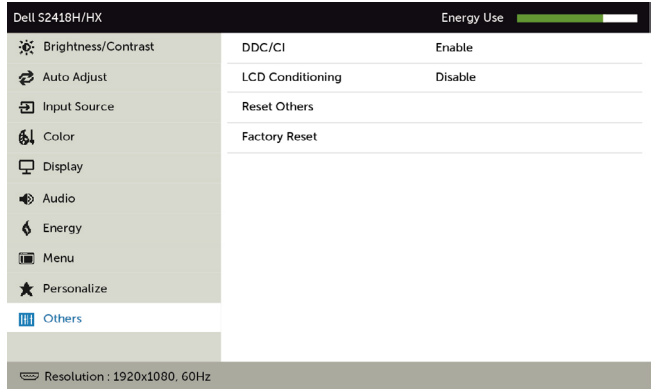 Dell S2418H/HX Energy Use
Brightness/Contrast
Auto Adjust
Input Source
Color
Display
Audio
Energy
Menu
Personalize
Others
DDC/CI Enable
LCD Conditioning Disable
Reset Others
Factory Reset
Resolution : 1920x1080, 60Hz